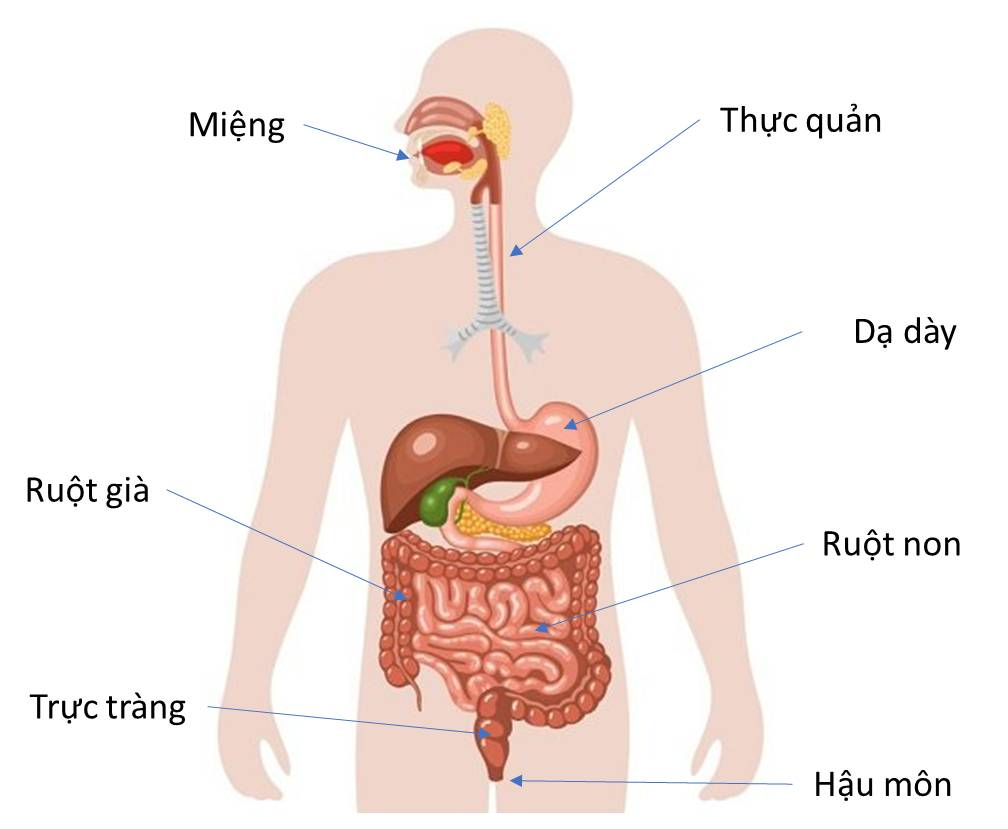 Miệng
Thực quản
Dạ dày
Ruột già
Ruột non
Trực tràng
Hậu môn